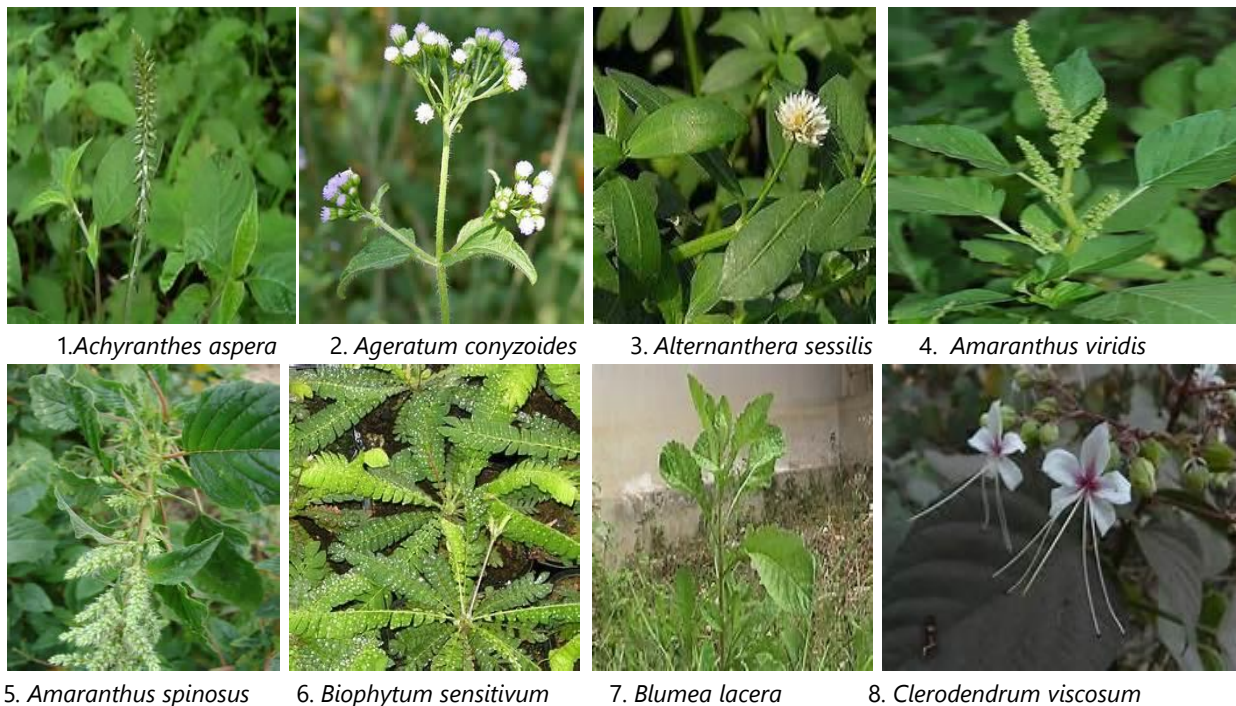 1.Achyranthes aspera
2. Ageratum conyzoides
3. Alternanthera sessilis
4. Amaranthus viridis
5. Amaranthus spinosus
6. Biophytum sensitivum
7. Blumea lacera
8. Clerodendrum viscosum